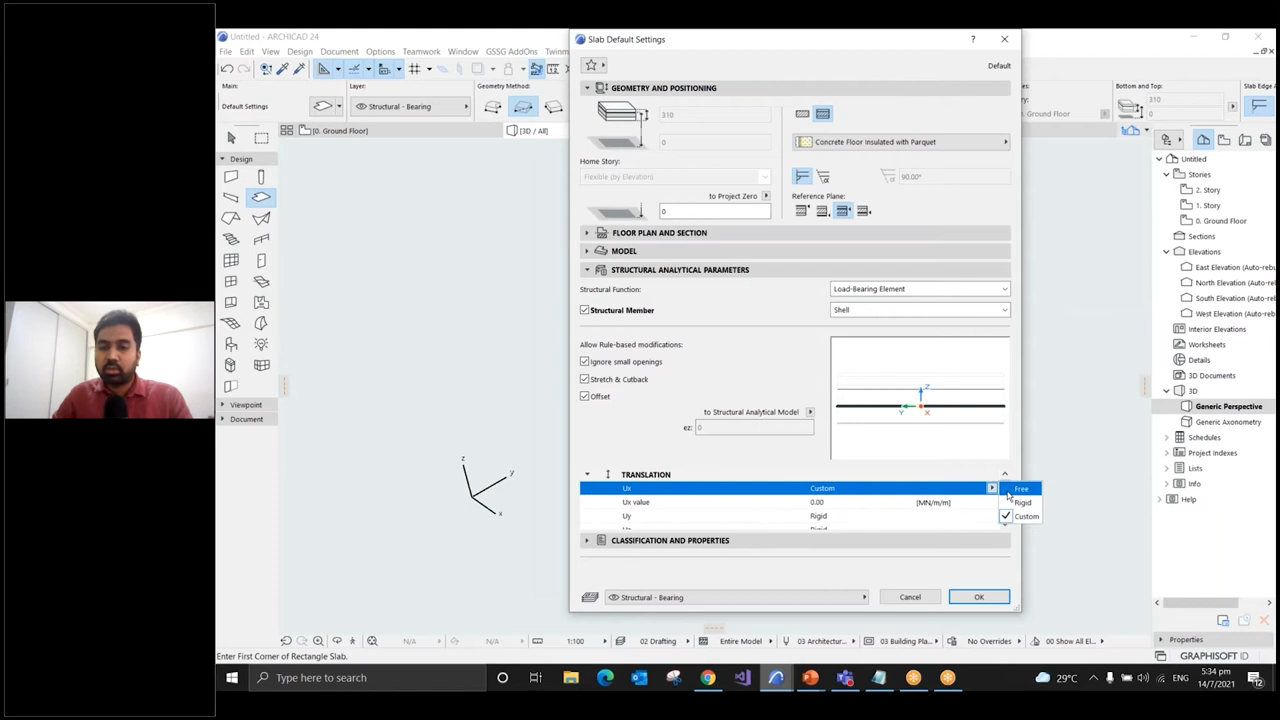 Untitled - ARCHICAD 24
File Edit View Design Document Options Teamwork Window GSSG AddOns Twinm
Main:
Layer:
Geometry Method:
Default Settings
Structural - Bearing
[0. Ground Floor]
[3D / All]
Design
Viewpoint
Document
z
y
x
Slab Default Settings
?
Default
GEOMETRY AND POSITIONING
310
0
Concrete Floor Insulated with Parquet
Home Story:
Flexible (by Elevation)
90.00°
to Project Zero
Reference Plane:
0
FLOOR PLAN AND SECTION
MODEL
STRUCTURAL ANALYTICAL PARAMETERS
Structural Function:
Load-Bearing Element
Structural Member
Shell
Allow Rule-based modifications:
Ignore small openings
Stretch & Cutback
Offset
to Structural Analytical Model
ez: 0
Z
Y
X
TRANSLATION
Ux Custom
Ux value 0.00 [MN/m/m]
Uy Rigid
Free
Rigid
Custom
CLASSIFICATION AND PROPERTIES
Structural - Bearing
Cancel
OK
Bottom and Top:
Slab Edge
310
0
Ground Floor
Untitled
Stories
2. Story
1. Story
0. Ground Floor
Sections
Elevations
East Elevation (Auto-reb
North Elevation (Auto-re
South Elevation (Auto-re
West Elevation (Auto-re
Interior Elevations
Worksheets
Details
3D Documents
3D
Generic Perspective
Generic Axonometry
Schedules
Project Indexes
Lists
Info
Help
Properties
N/A
N/A
1:100
02 Drafting
Entire Model
03 Architectur...
03 Building Pla...
No Overrides
00 Show All El...
Enter First Corner of Rectangle Slab.
GRAPHISOFT ID
Type here to search
29°C
ENG
5:34 pm
14/7/2021
12